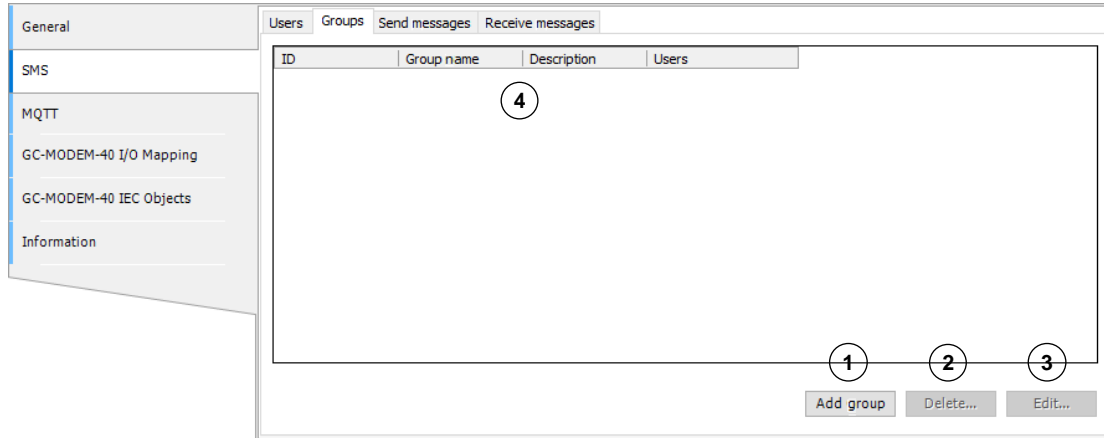 General
SMS
MQTT
GC-MODEM-40 I/O Mapping
GC-MODEM-40 IEC Objects
Information
Users Groups Send messages Receive messages
ID Group name Description Users
4
1 2 3
Add group Delete... Edit...